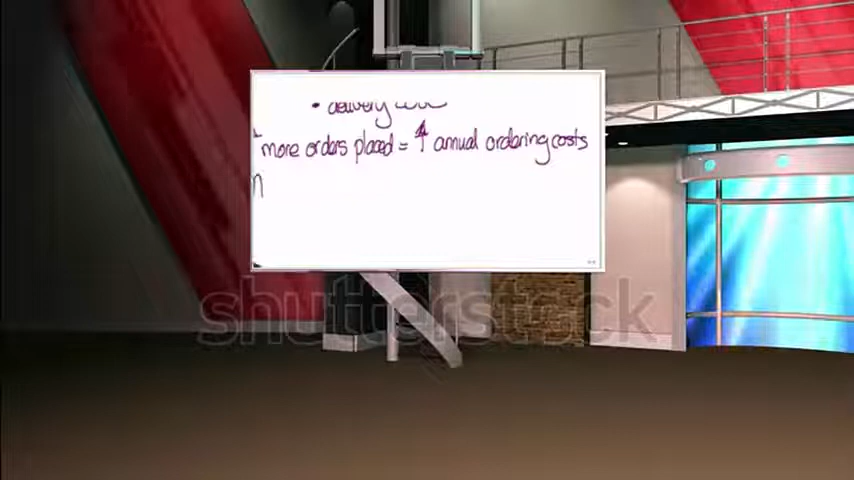 • delivery
more orders placed = ↑ annual ordering costs
shutterstock